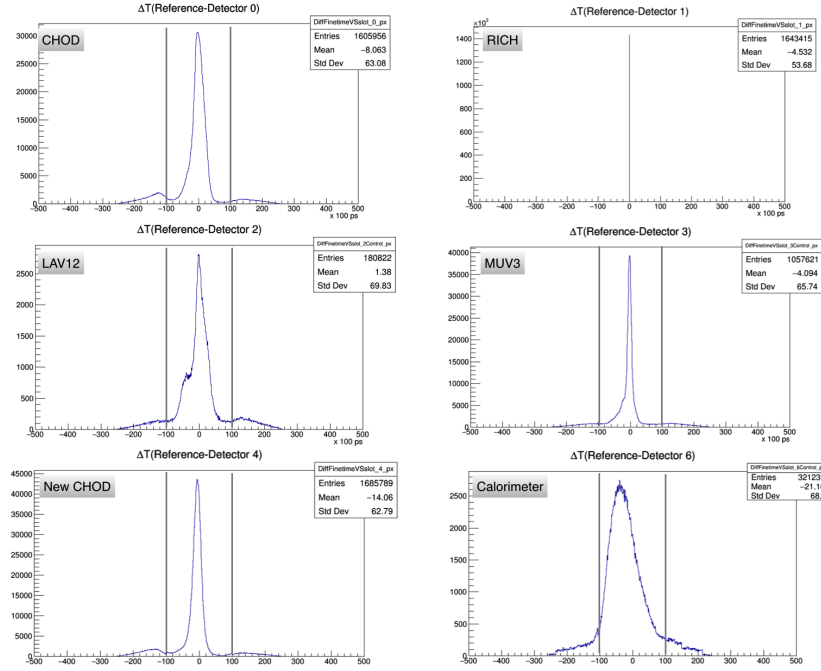 ΔT(Reference-Detector 0)
CHOD
DiffFinetimeVSslot_0_px
Entries 1605956
Mean −8.063
Std Dev 63.08
30000
25000
20000
15000
10000
5000
0
−500 −400 −300 −200 −100 0 100 200 300 400 500
x 100 ps
ΔT(Reference-Detector 1)
RICH
DiffFinetimeVSslot_1_px
Entries 1643415
Mean −4.532
Std Dev 53.68
×10³
1400
1200
1000
800
600
400
200
0
−500 −400 −300 −200 −100 0 100 200 300 400 500
x 100 ps
ΔT(Reference-Detector 2)
LAV12
DiffFinetimeVSslot_2Control_px
Entries 180822
Mean 1.38
Std Dev 69.83
2500
2000
1500
1000
500
0
−500 −400 −300 −200 −100 0 100 200 300 400 500
x 100 ps
ΔT(Reference-Detector 3)
MUV3
DiffFinetimeVSslot_3Control_px
Entries 1057621
Mean −4.094
Std Dev 65.74
40000
35000
30000
25000
20000
15000
10000
5000
0
−500 −400 −300 −200 −100 0 100 200 300 400 500
x 100 ps
ΔT(Reference-Detector 4)
New CHOD
DiffFinetimeVSslot_4_px
Entries 1685789
Mean −14.06
Std Dev 62.79
45000
40000
35000
30000
25000
20000
15000
10000
5000
0
−500 −400 −300 −200 −100 0 100 200 300 400 500
ΔT(Reference-Detector 6)
Calorimeter
DiffFinetimeVSslot_6Control_p
Entries 32123
Mean −21.1
Std Dev 68.
2500
2000
1500
1000
500
0
−500 −400 −300 −200 −100 0 100 200 300 400 500